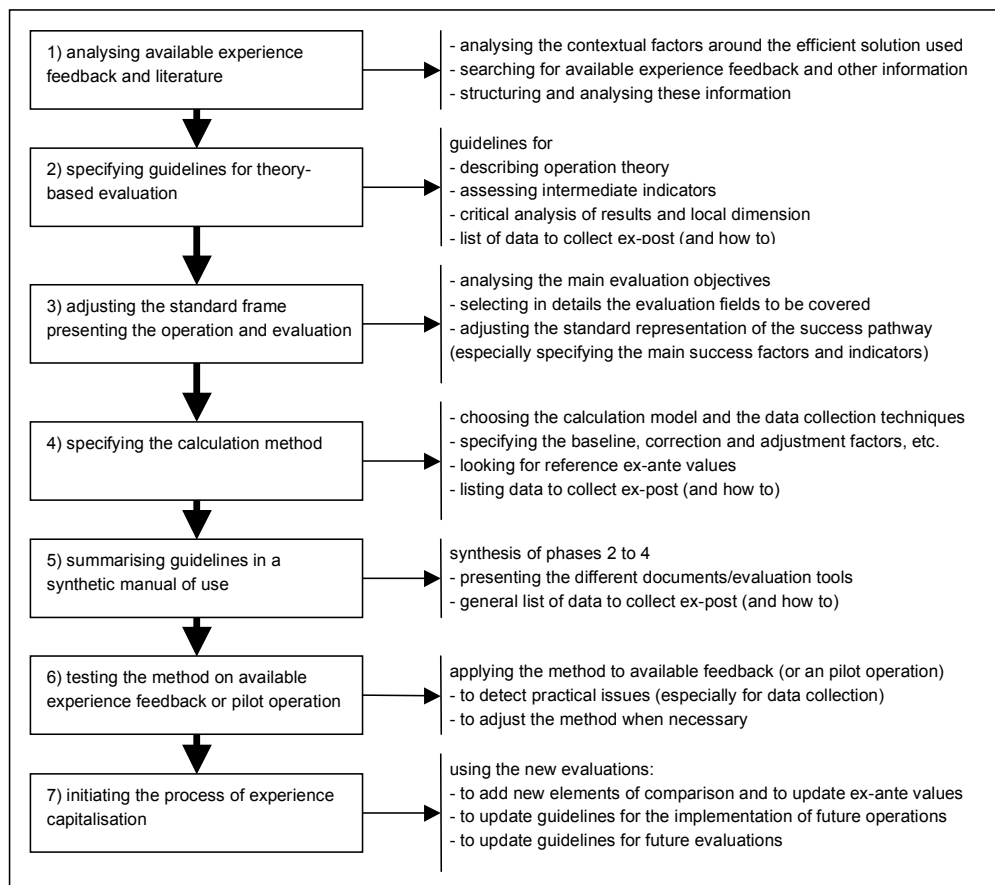 1) analysing available experience
feedback and literature
- analysing the contextual factors around the efficient solution used
- searching for available experience feedback and other information
- structuring and analysing these information
2) specifying guidelines for theory-
based evaluation
guidelines for
- describing operation theory
- assessing intermediate indicators
- critical analysis of results and local dimension
- list of data to collect ex-post (and how to)
3) adjusting the standard frame
presenting the operation and evaluation
- analysing the main evaluation objectives
- selecting in details the evaluation fields to be covered
- adjusting the standard representation of the success pathway
(especially specifying the main success factors and indicators)
4) specifying the calculation method
- choosing the calculation model and the data collection techniques
- specifying the baseline, correction and adjustment factors, etc.
- looking for reference ex-ante values
- listing data to collect ex-post (and how to)
5) summarising guidelines in a
synthetic manual of use
synthesis of phases 2 to 4
- presenting the different documents/evaluation tools
- general list of data to collect ex-post (and how to)
6) testing the method on available
experience feedback or pilot operation
applying the method to available feedback (or an pilot operation)
- to detect practical issues (especially for data collection)
- to adjust the method when necessary
7) initiating the process of experience
capitalisation
using the new evaluations:
- to add new elements of comparison and to update ex-ante values
- to update guidelines for the implementation of future operations
- to update guidelines for future evaluations